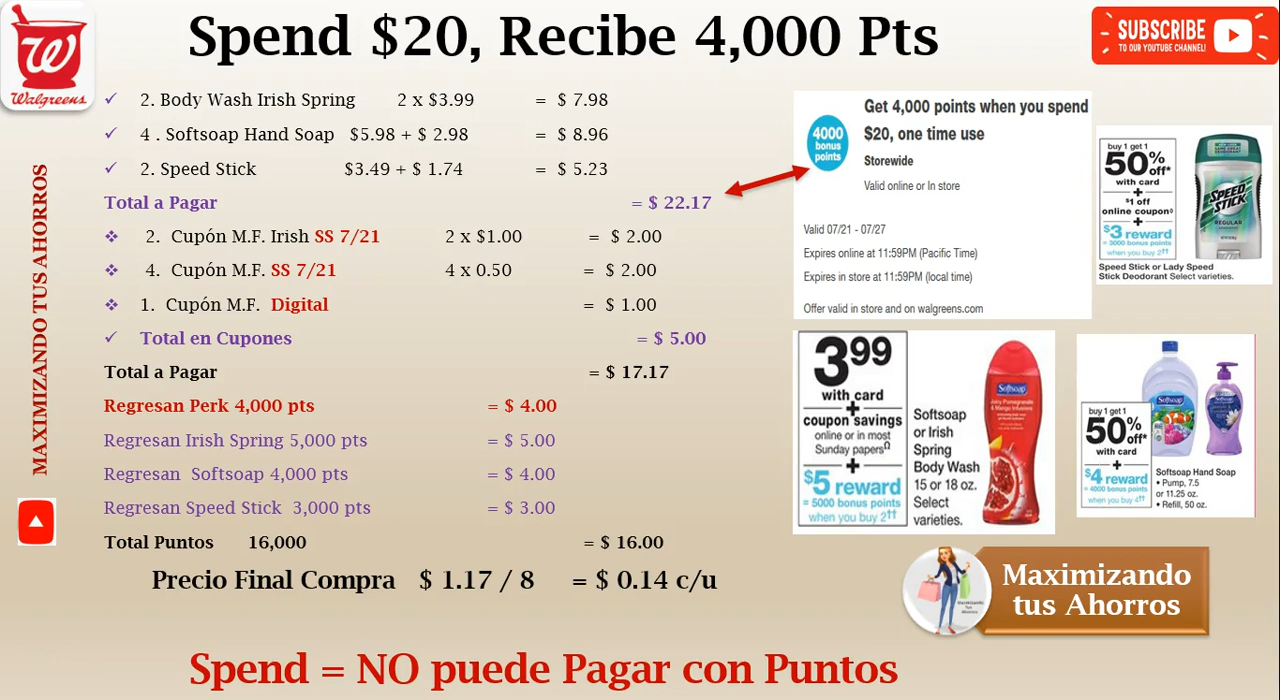 Spend $20, Recibe 4,000 Pts
Walgreens
SUBSCRIBE
TO OUR YOUTUBE CHANNEL!
MAXIMIZANDO TUS AHORROS
✓ 2. Body Wash Irish Spring 2 x $3.99 = $ 7.98
✓ 4 . Softsoap Hand Soap $5.98 + $ 2.98 = $ 8.96
✓ 2. Speed Stick $3.49 + $ 1.74 = $ 5.23
Total a Pagar = $ 22.17
❖ 2. Cupón M.F. Irish SS 7/21 2 x $1.00 = $ 2.00
❖ 4. Cupón M.F. SS 7/21 4 x 0.50 = $ 2.00
❖ 1. Cupón M.F. Digital = $ 1.00
✓ Total en Cupones = $ 5.00
Total a Pagar = $ 17.17
Regresan Perk 4,000 pts = $ 4.00
Regresan Irish Spring 5,000 pts = $ 5.00
Regresan Softsoap 4,000 pts = $ 4.00
Regresan Speed Stick 3,000 pts = $ 3.00
Total Puntos 16,000 = $ 16.00
Precio Final Compra $ 1.17 / 8 = $ 0.14 c/u
Spend = NO puede Pagar con Puntos
4000
bonus
points
Get 4,000 points when you spend
$20, one time use
Storewide
Valid online or In store
Valid 07/21 - 07/27
Expires online at 11:59PM (Pacific Time)
Expires in store at 11:59PM (local time)
Offer valid in store and on walgreens.com
buy 1 get 1
50% off*
with card
+
$1 off
online coupon◊
+
$3 reward
= 3000 bonus points
when you buy 2††
SPEED STICK
REGULAR
Speed Stick or Lady Speed
Stick Deodorant Select varieties.
3.99
with card
+
coupon savings
online or in most
Sunday papersΩ
+
$5 reward
= 5000 bonus points
when you buy 2††
Softsoap
Softsoap
or Irish
Spring
Body Wash
15 or 18 oz.
Select
varieties.
buy 1 get 1
50% off*
with card
+
$4 reward
= 4000 bonus points
when you buy 4††
Softsoap
Softsoap Hand Soap
• Pump, 7.5
or 11.25 oz.
• Refill, 50 oz.
Maximizando
tus Ahorros